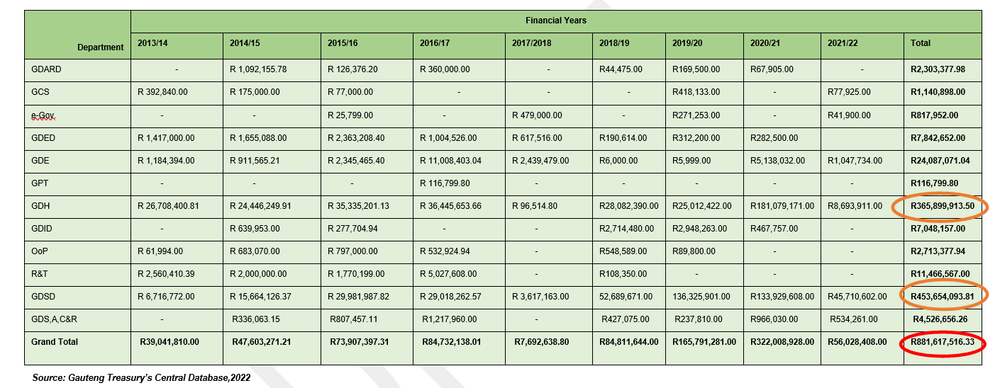 Financial Years
Department 2013/14 2014/15 2015/16 2016/17 2017/2018 2018/19 2019/20 2020/21 2021/22 Total
GDARD - R 1,092,155.78 R 126,376.20 R 360,000.00 - R44,475.00 R169,500.00 R67,905.00 - R2,303,377.98
GCS R 392,840.00 R 175,000.00 R 77,000.00 - - - R418,133.00 - R77,925.00 R1,140,898.00
e-Gov. - - R 25,799.00 - R 479,000.00 - R271,253.00 - R41,900.00 R817,952.00
GDED R 1,417,000.00 R 1,655,088.00 R 2,363,208.40 R 1,004,526.00 R 617,516.00 R190,614.00 R312,200.00 R282,500.00 R7,842,652.00
GDE R 1,184,394.00 R 911,565.21 R 2,345,465.40 R 11,008,403.04 R 2,439,479.00 R6,000.00 R5,999.00 R5,138,032.00 R1,047,734.00 R24,087,071.04
GPT - - - R 116,799.80 - - - - - R116,799.80
GDH R 26,708,400.81 R 24,446,249.91 R 35,335,201.13 R 36,445,653.66 R 96,514.80 R28,082,390.00 R25,012,422.00 R181,079,171.00 R8,693,911.00 R365,899,913.50
GDID - R 639,953.00 R 277,704.94 - - R2,714,480.00 R2,948,263.00 R467,757.00 - R7,048,157.00
OoP R 61,994.00 R 683,070.00 R 797,000.00 R 532,924.94 - R548,589.00 R89,800.00 - - R2,713,377.94
R&T R 2,560,410.39 R 2,000,000.00 R 1,770,199.00 R 5,027,608.00 - R108,350.00 - - - R11,466,567.00
GDSD R 6,716,772.00 R 15,664,126.37 R 29,981,987.82 R 29,018,262.57 R 3,617,163.00 52,689,671.00 136,325,901.00 R133,929,608.00 R45,710,602.00 R453,654,093.81
GDS,A,C&R - R336,063.15 R807,457.11 R1,217,960.00 - R427,075.00 R237,810.00 R966,030.00 R534,261.00 R4,526,656.26
Grand Total R39,041,810.00 R47,603,271.21 R73,907,397.31 R84,732,138.01 R7,692,638.80 R84,811,644.00 R165,791,281.00 R322,008,928.00 R56,028,408.00 R881,617,516.33
Source: Gauteng Treasury's Central Database,2022